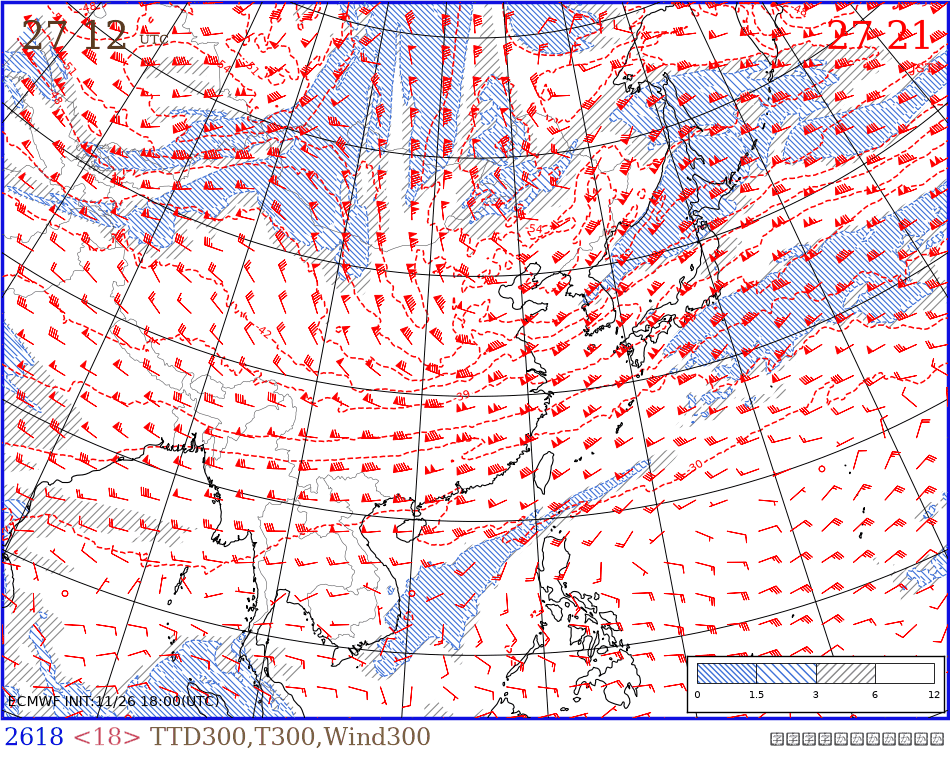 27 12 UTC
27 21
-48
-54
-42
-39
-30
0 1.5 3 6 12
ECMWF INIT:11/26 18:00(UTC)
2618 <18> TTD300,T300,Wind300